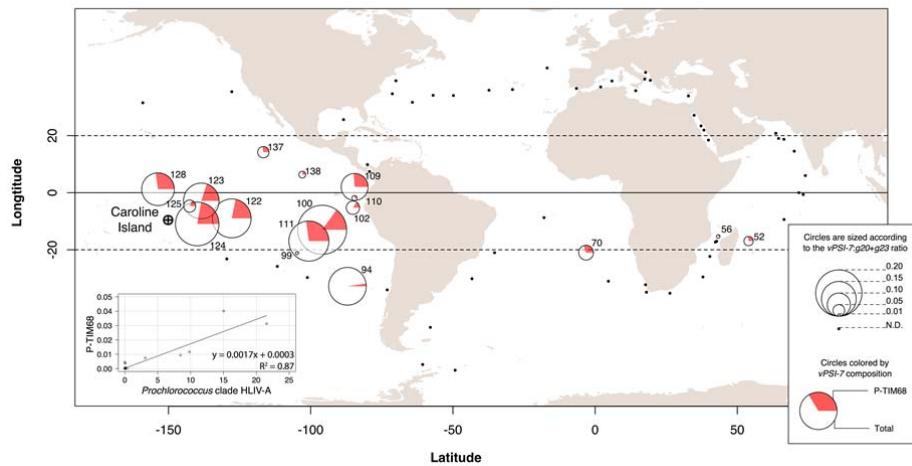 137
138
128
123
109
125
122
100
110
Caroline
Island
102
111
124
99
94
70
56
52
20
0
20
Longitude
-150
-100
-50
0
50
Latitude
0.05
0.04
0.03
0.02
0.01
0.00
P-TIM68
y = 0.0017x + 0.0003
R² = 0.87
0 5 10 15 20 25
Prochlorococcus clade HLIV-A
Circles are sized according
to the vPSI-7:g20+g23 ratio
0.20
0.15
0.10
0.05
0.01
N.D.
Circles colored by
vPSI-7 composition
P-TIM68
Total